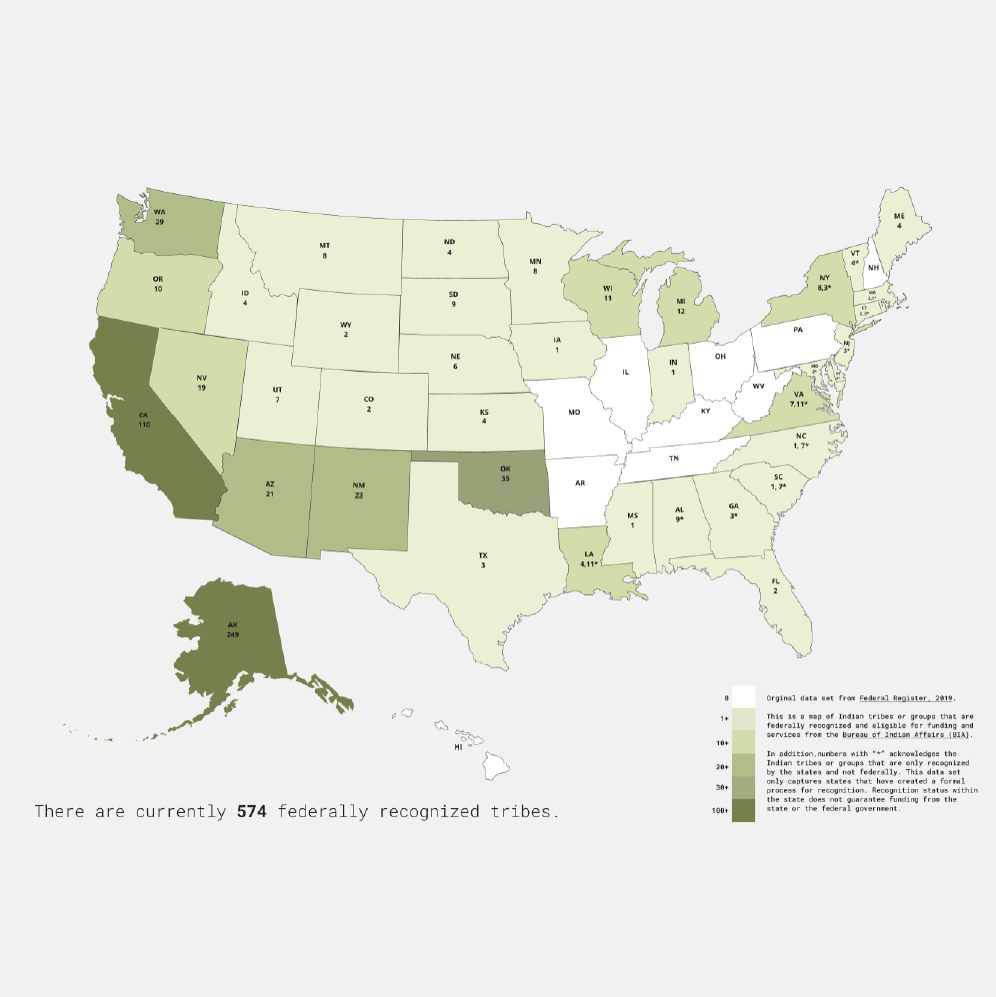 WA
29
MT
8
ND
4
MN
8
ME
4
VT
4*
NH
NY
8,3*
OR
10
ID
4
SD
9
WI
11
MI
12
MA
CT
WY
2
IA
1
PA
NJ
3*
NE
6
IL
IN
1
OH
WV
MD
VA
7,11*
NV
19
UT
7
CO
2
KS
4
MO
KY
CA
110
NC
1, 7*
TN
OK
35
AZ
21
NM
23
AR
SC
1, 7*
MS
1
AL
9*
GA
3*
TX
3
LA
4,11*
FL
2
AK
249
HI
There are currently 574 federally recognized tribes.
0
1+
10+
20+
30+
100+
Orginal data set from Federal Register, 2019.
This is a map of Indian tribes or groups that are
federally recognized and eligible for funding and
services from the Bureau of Indian Affairs (BIA).
In addition,numbers with "*" acknowledges the
Indian tribes or groups that are only recognized
by the states and not federally. This data set
only captures states that have created a formal
process for recognition. Recognition status within
the state does not guarantee funding from the
state or the federal government.